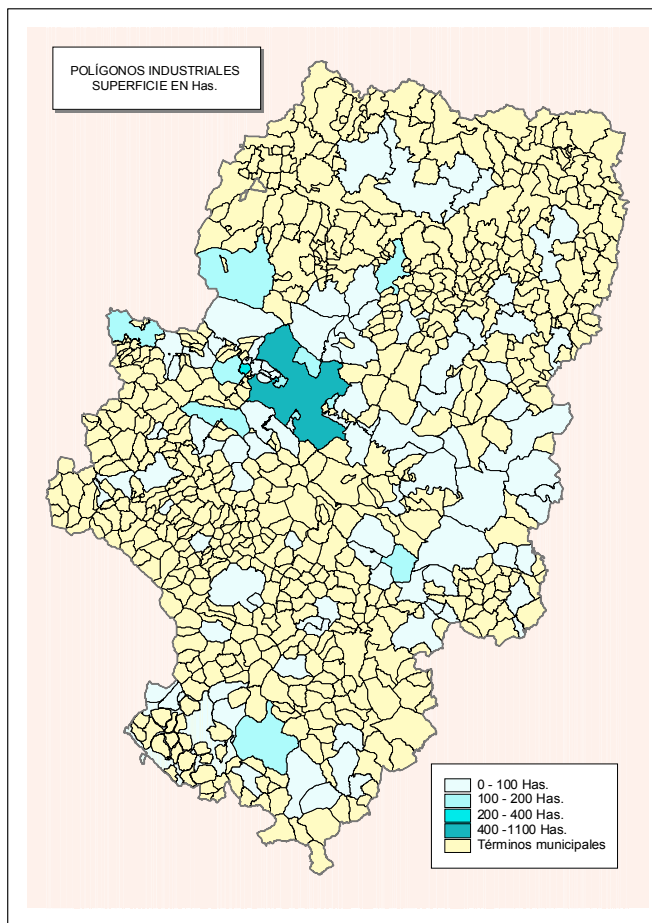 POLÍGONOS INDUSTRIALES
SUPERFICIE EN Has.
0 - 100 Has.
100 - 200 Has.
200 - 400 Has.
400 -1100 Has.
Términos municipales